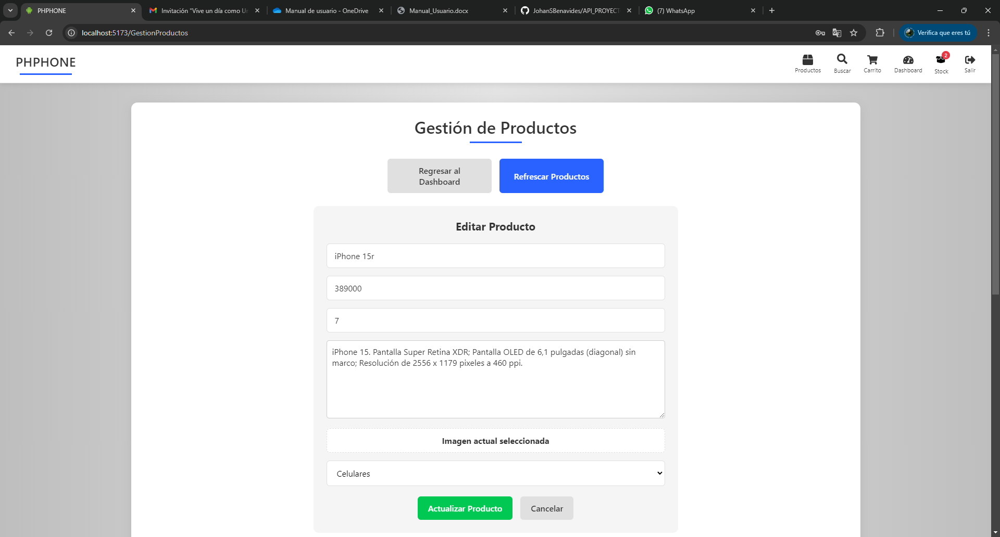 PHPHONE
Invitación "Vive un día como Ur
Manual de usuario - OneDrive
Manual_Usuario.docx
JohanSBenavides/API_PROYECT
(7) WhatsApp
localhost:5173/GestionProductos
Verifica que eres tú
PHPHONE
Productos
Buscar
Carrito
Dashboard
2
Stock
Salir
Gestión de Productos
Regresar al
Dashboard
Refrescar Productos
Editar Producto
iPhone 15r
389000
7
iPhone 15. Pantalla Super Retina XDR; Pantalla OLED de 6,1 pulgadas (diagonal) sin
marco; Resolución de 2556 x 1179 pixeles a 460 ppi.
Imagen actual seleccionada
Celulares
Actualizar Producto
Cancelar